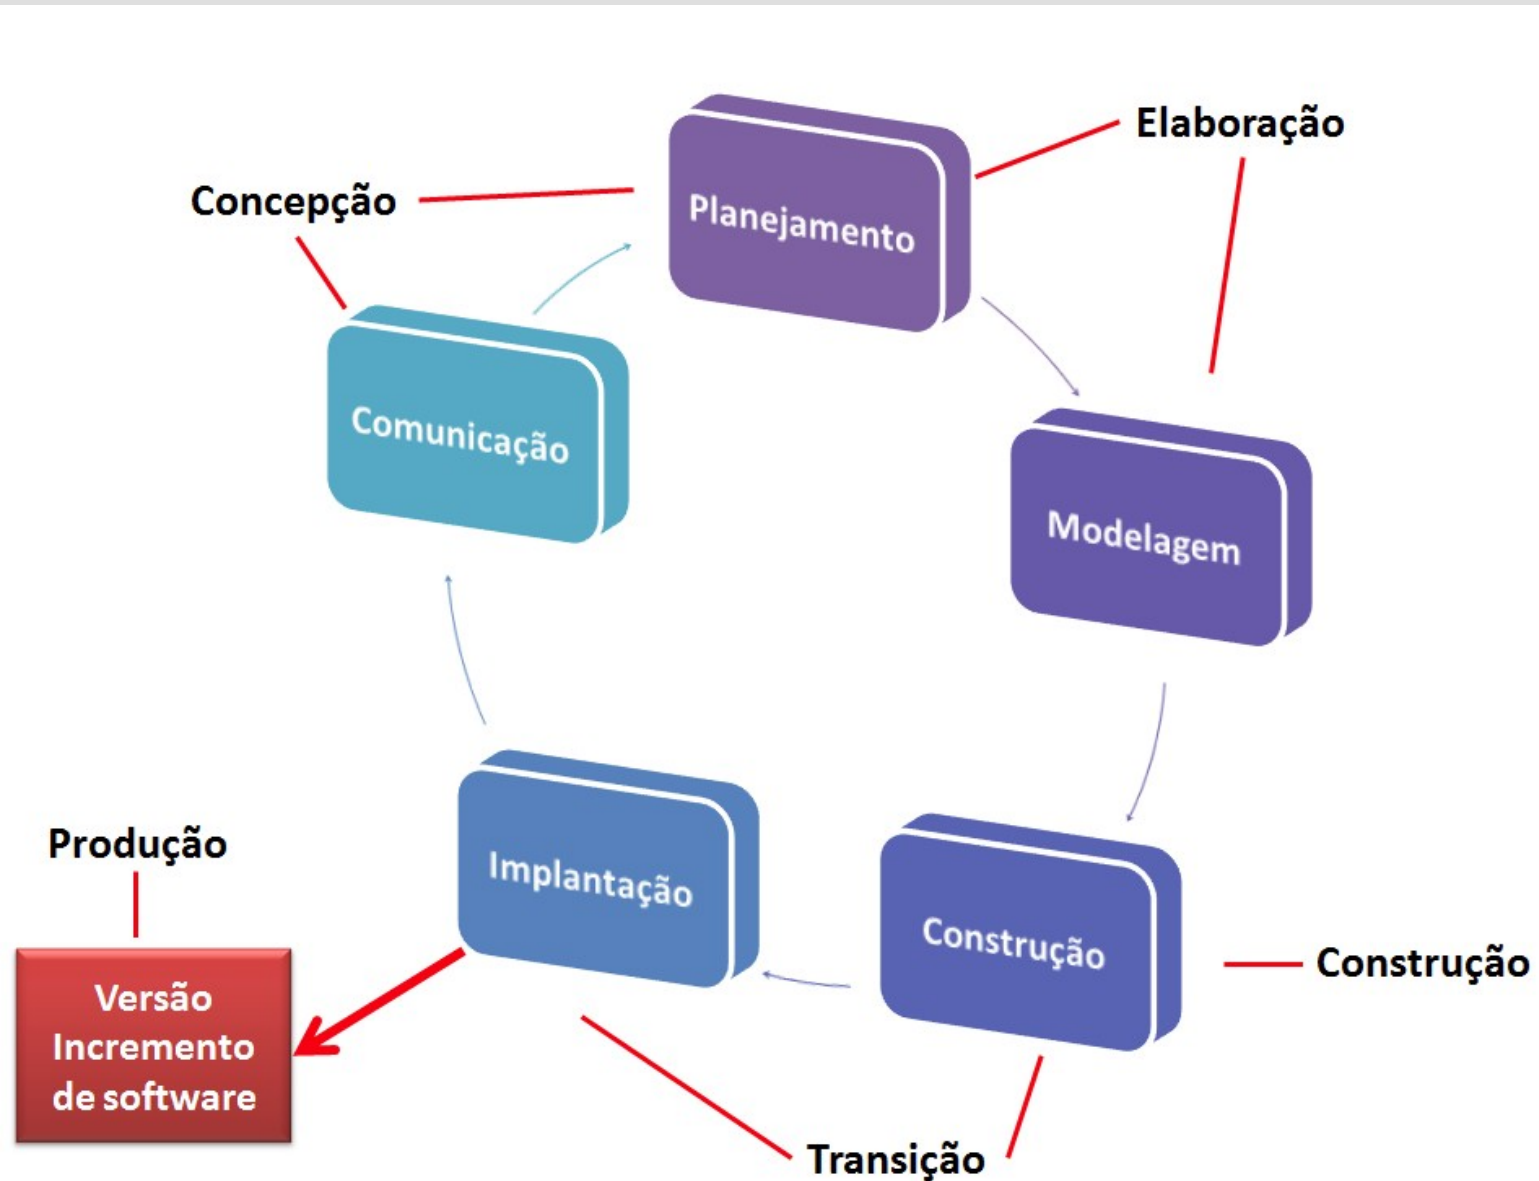 Elaboração
Concepção
Planejamento
Comunicação
Modelagem
Produção
Implantação
Construção
Construção
Versão
Incremento
de software
Transição